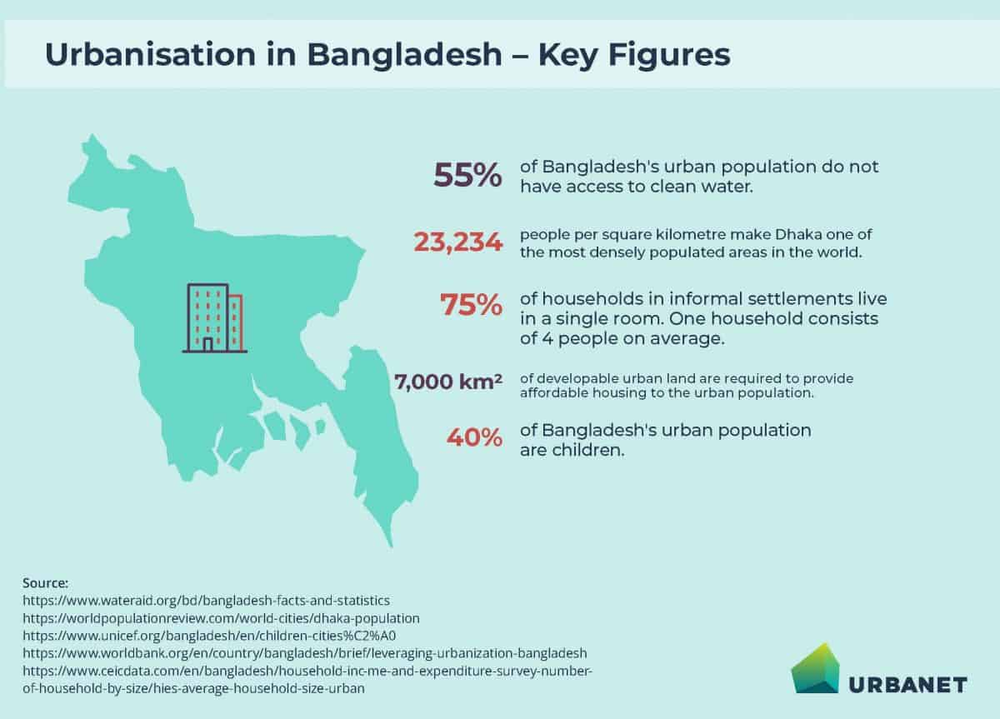 Urbanisation in Bangladesh – Key Figures
55%
of Bangladesh's urban population do not
have access to clean water.
23,234
people per square kilometre make Dhaka one of
the most densely populated areas in the world.
75%
of households in informal settlements live
in a single room. One household consists
of 4 people on average.
7,000 km²
of developable urban land are required to provide
affordable housing to the urban population.
40%
of Bangladesh's urban population
are children.
Source:
https://www.wateraid.org/bd/bangladesh-facts-and-statistics
https://worldpopulationreview.com/world-cities/dhaka-population
https://www.unicef.org/bangladesh/en/children-cities%C2%A0
https://www.worldbank.org/en/country/bangladesh/brief/leveraging-urbanization-bangladesh
https://www.ceicdata.com/en/bangladesh/household-inc-me-and-expenditure-survey-number-
of-household-by-size/hies-average-household-size-urban
URBANET